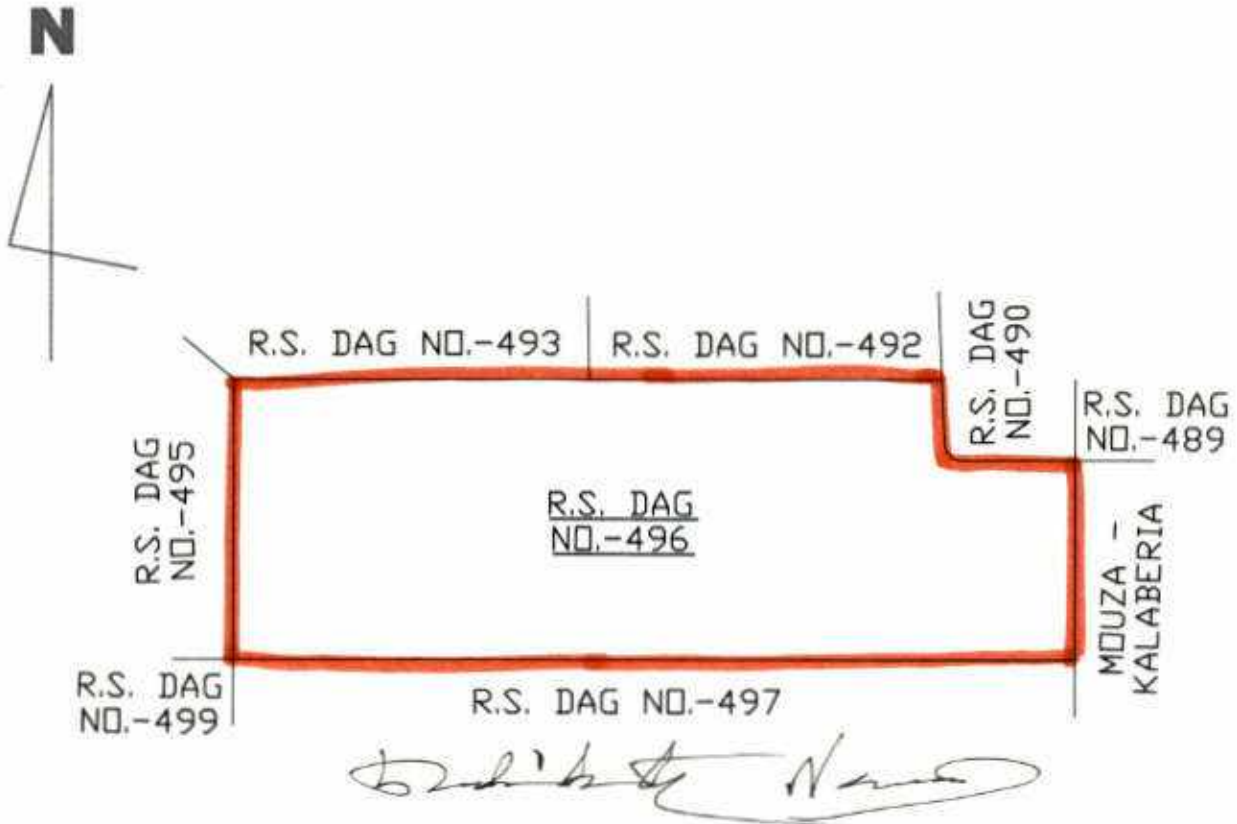 N
R.S. DAG NO.-493
R.S. DAG NO.-492
R.S. DAG
NO.-490
R.S. DAG
NO.-489
R.S. DAG
NO.-495
R.S. DAG
NO.-496
MOUZA -
KALABERIA
R.S. DAG
NO.-499
R.S. DAG NO.-497